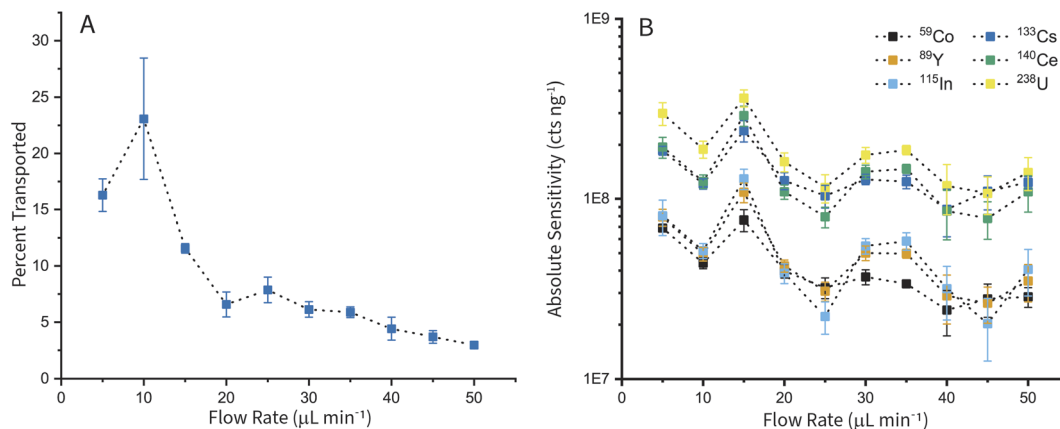 A
Percent Transported
30
25
20
15
10
5
0
0 10 20 30 40 50
Flow Rate (μL min⁻¹)
B
Absolute Sensitivity (cts ng⁻¹)
1E9
1E8
1E7
⁵⁹Co ¹³³Cs
⁸⁹Y ¹⁴⁰Ce
¹¹⁵In ²³⁸U
0 10 20 30 40 50
Flow Rate (μL min⁻¹)